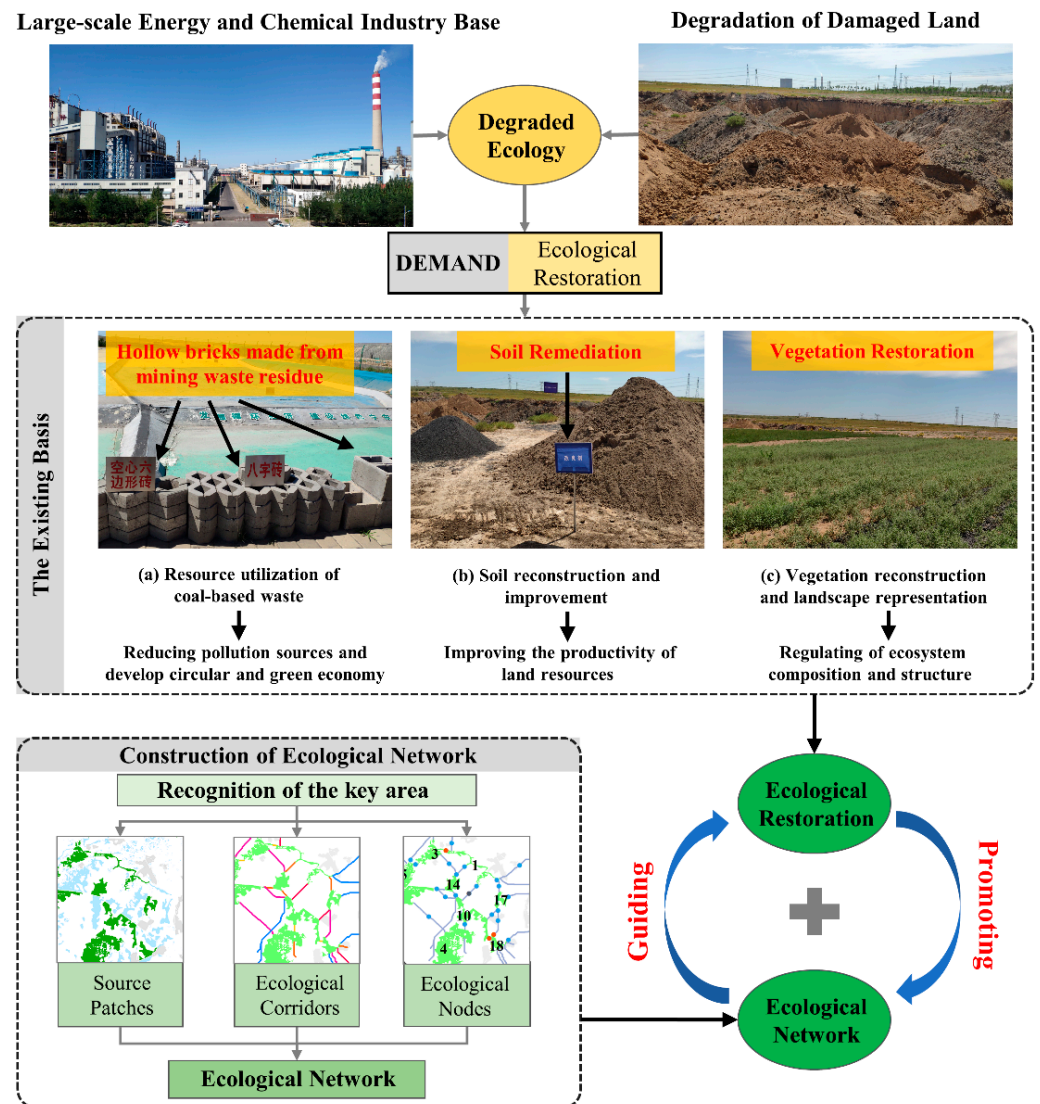 Large-scale Energy and Chemical Industry Base
Degradation of Damaged Land
Degraded
Ecology
DEMAND
Ecological
Restoration
The Existing Basis
Hollow bricks made from
mining waste residue
空心六
边形砖
八字砖
(a) Resource utilization of
coal-based waste
Reducing pollution sources and
develop circular and green economy
Soil Remediation
(b) Soil reconstruction and
improvement
Improving the productivity of
land resources
Vegetation Restoration
(c) Vegetation reconstruction
and landscape representation
Regulating of ecosystem
composition and structure
Construction of Ecological Network
Recognition of the key area
3
1
5
14
17
10
4
18
Source
Patches
Ecological
Corridors
Ecological
Nodes
Ecological Network
Ecological
Restoration
Guiding
Promoting
Ecological
Network